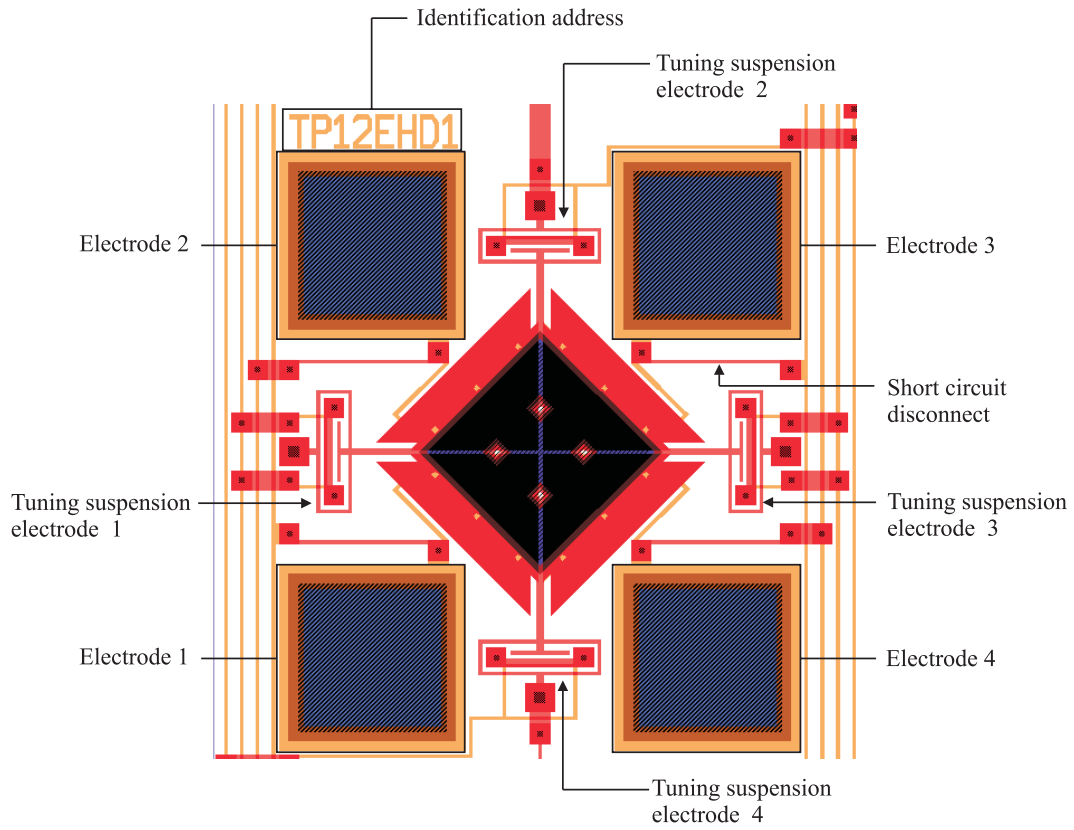 Identification address
Tuning suspension
electrode 2
TP12EHD1
Electrode 2
Electrode 3
Short circuit
disconnect
Tuning suspension
electrode 1
Tuning suspension
electrode 3
Electrode 1
Electrode 4
Tuning suspension
electrode 4